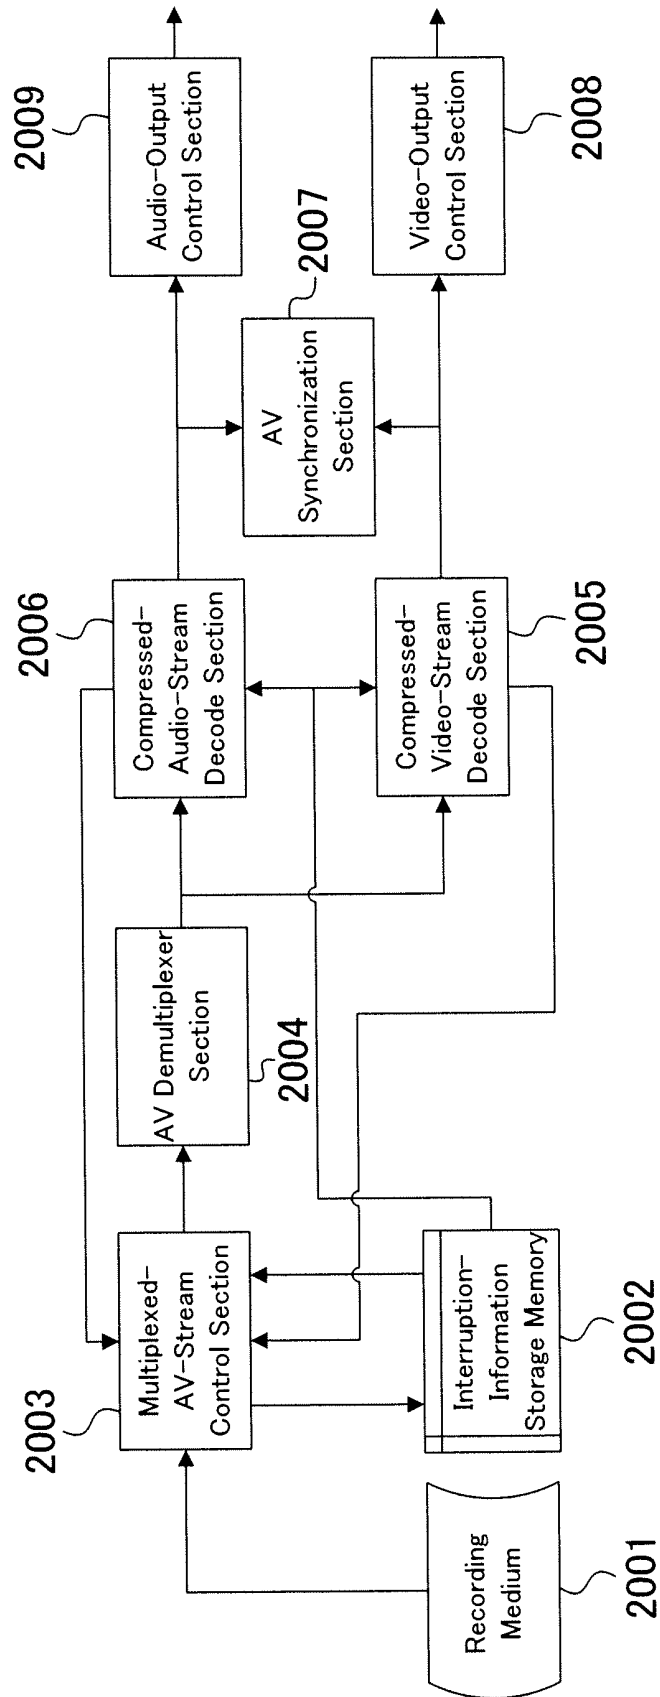 Recording
Medium
2001
Interruption-
Information
Storage Memory
2002
Multiplexed-
AV-Stream
Control Section
2003
AV Demultiplexer
Section
2004
Compressed-
Audio-Stream
Decode Section
2006
Compressed-
Video-Stream
Decode Section
2005
AV
Synchronization
Section
2007
Audio-Output
Control Section
2009
Video-Output
Control Section
2008